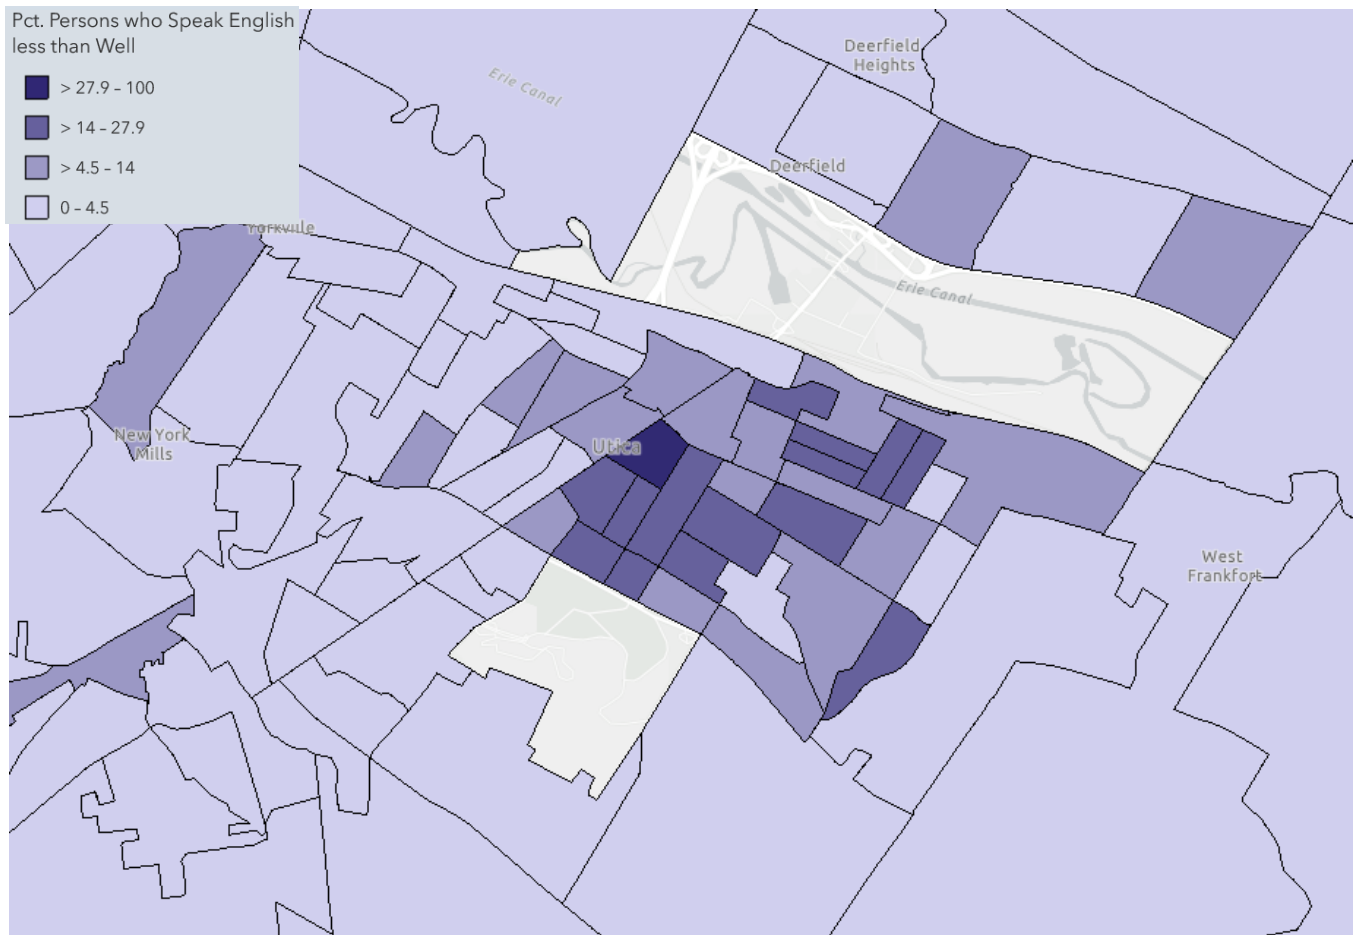 Pct. Persons who Speak English
less than Well
> 27.9 – 100
> 14 – 27.9
> 4.5 – 14
0 – 4.5
Erie Canal
Deerfield
Heights
Deerfield
Yorkville
Erie Canal
New York
Mills
Utica
West
Frankfort